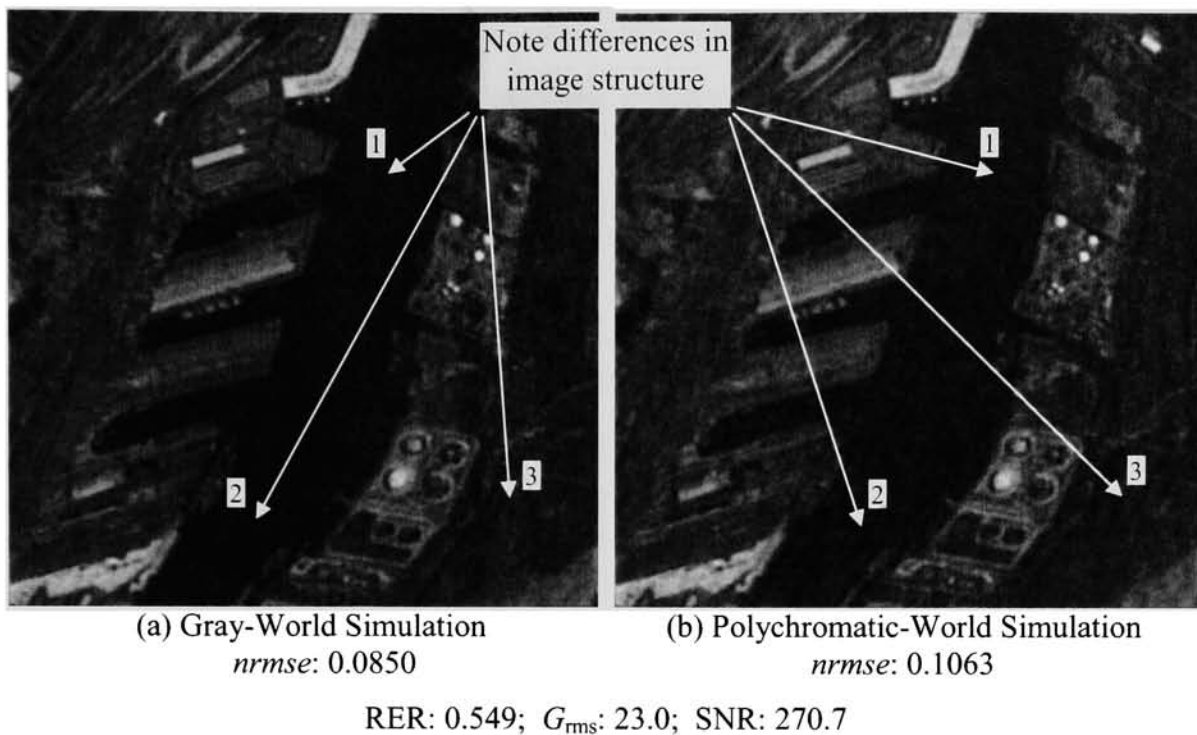 Note differences in
image structure
1
2
3
1
2
3
(a) Gray-World Simulation
nrmse: 0.0850
(b) Polychromatic-World Simulation
nrmse: 0.1063
RER: 0.549; Grms: 23.0; SNR: 270.7